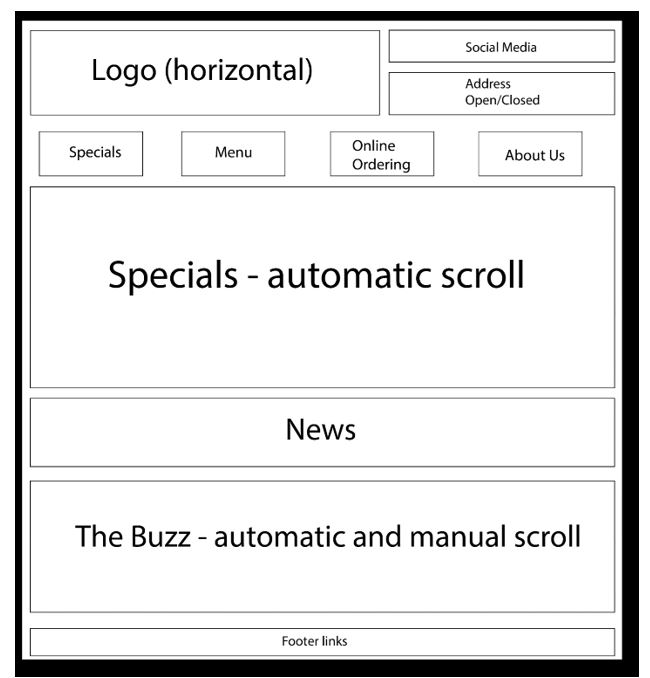 Logo (horizontal)
Social Media
Address
Open/Closed
Specials
Menu
Online
Ordering
About Us
Specials - automatic scroll
News
The Buzz - automatic and manual scroll
Footer links